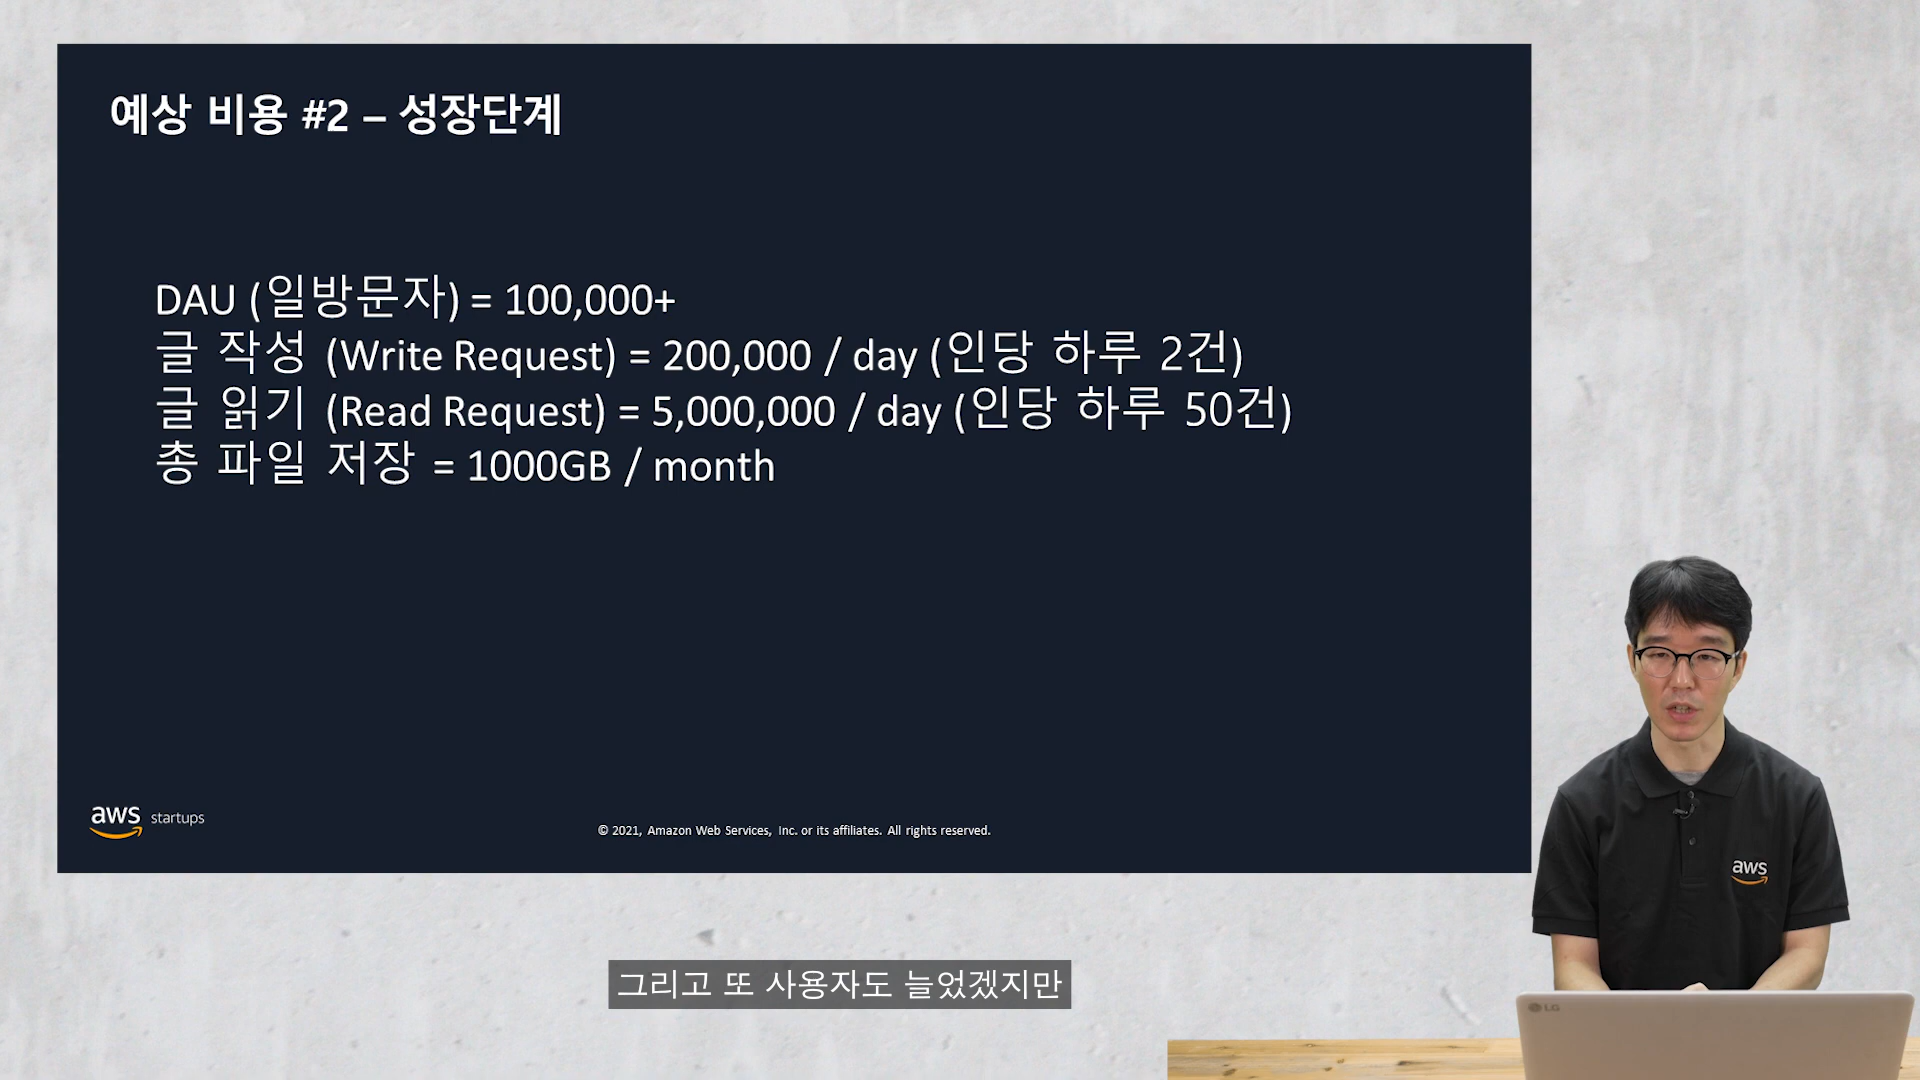 예상 비용 #2 – 성장단계
DAU (일방문자) = 100,000+
글 작성 (Write Request) = 200,000 / day (인당 하루 2건)
글 읽기 (Read Request) = 5,000,000 / day (인당 하루 50건)
총 파일 저장 = 1000GB / month
aws startups
© 2021, Amazon Web Services, Inc. or its affiliates. All rights reserved.
aws
LG
그리고 또 사용자도 늘었겠지만